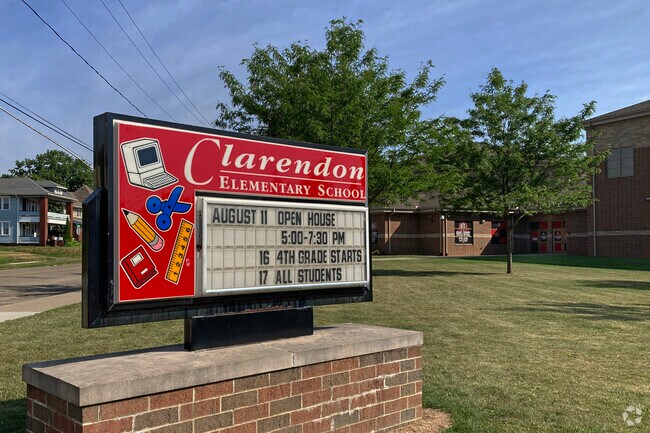 Clarendon
ELEMENTARY SCHOOL
AUGUST 11 OPEN HOUSE
5:00-7:30 PM
16 4TH GRADE STARTS
17 ALL STUDENTS